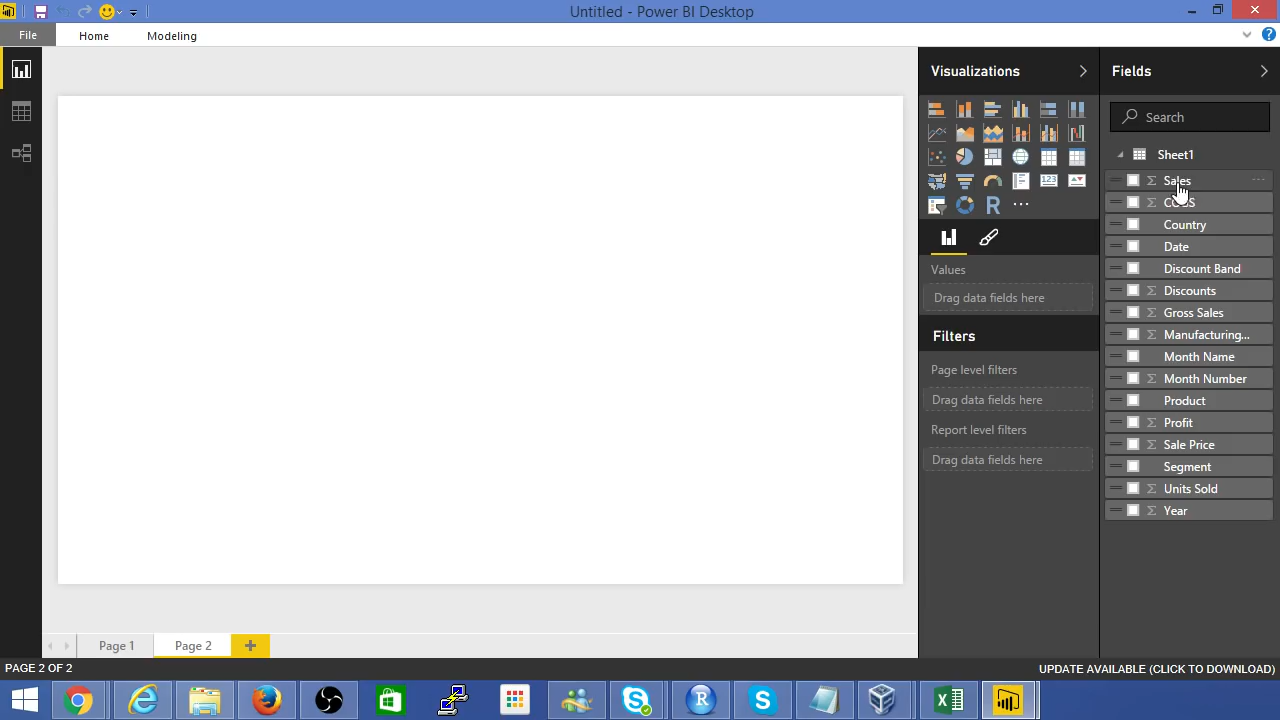 Untitled - Power BI Desktop
File
Home
Modeling
Visualizations
Fields
Search
Sheet1
Sales
Country
Date
Discount Band
Discounts
Gross Sales
Manufacturing...
Month Name
Month Number
Product
Profit
Sale Price
Segment
Units Sold
Year
123
R
Values
Drag data fields here
Filters
Page level filters
Drag data fields here
Report level filters
Drag data fields here
Page 1
Page 2
PAGE 2 OF 2
UPDATE AVAILABLE (CLICK TO DOWNLOAD)